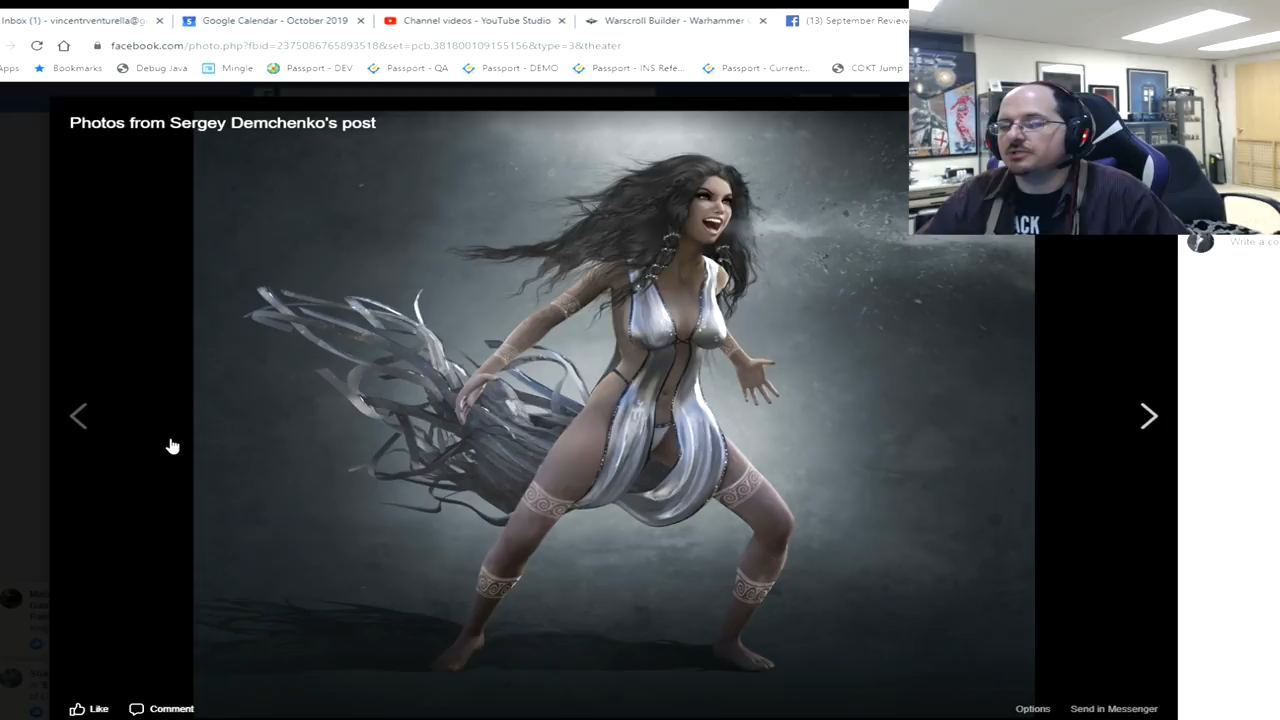 Inbox (1) - vincentrventurella@g
Google Calendar - October 2019
Channel videos - YouTube Studio
Warscroll Builder - Warhammer
(13) September Review
facebook.com/photo.php?fbid=2375086765893518&set=pcb.381800109155156&type=3&theater
Apps
Bookmarks
Debug Java
Mingle
Passport - DEV
Passport - QA
Passport - DEMO
Passport - INS Refe...
Passport - Current...
COKT Jump
Photos from Sergey Demchenko's post
ACK
Write a co
Like
Comment
Options
Send in Messenger